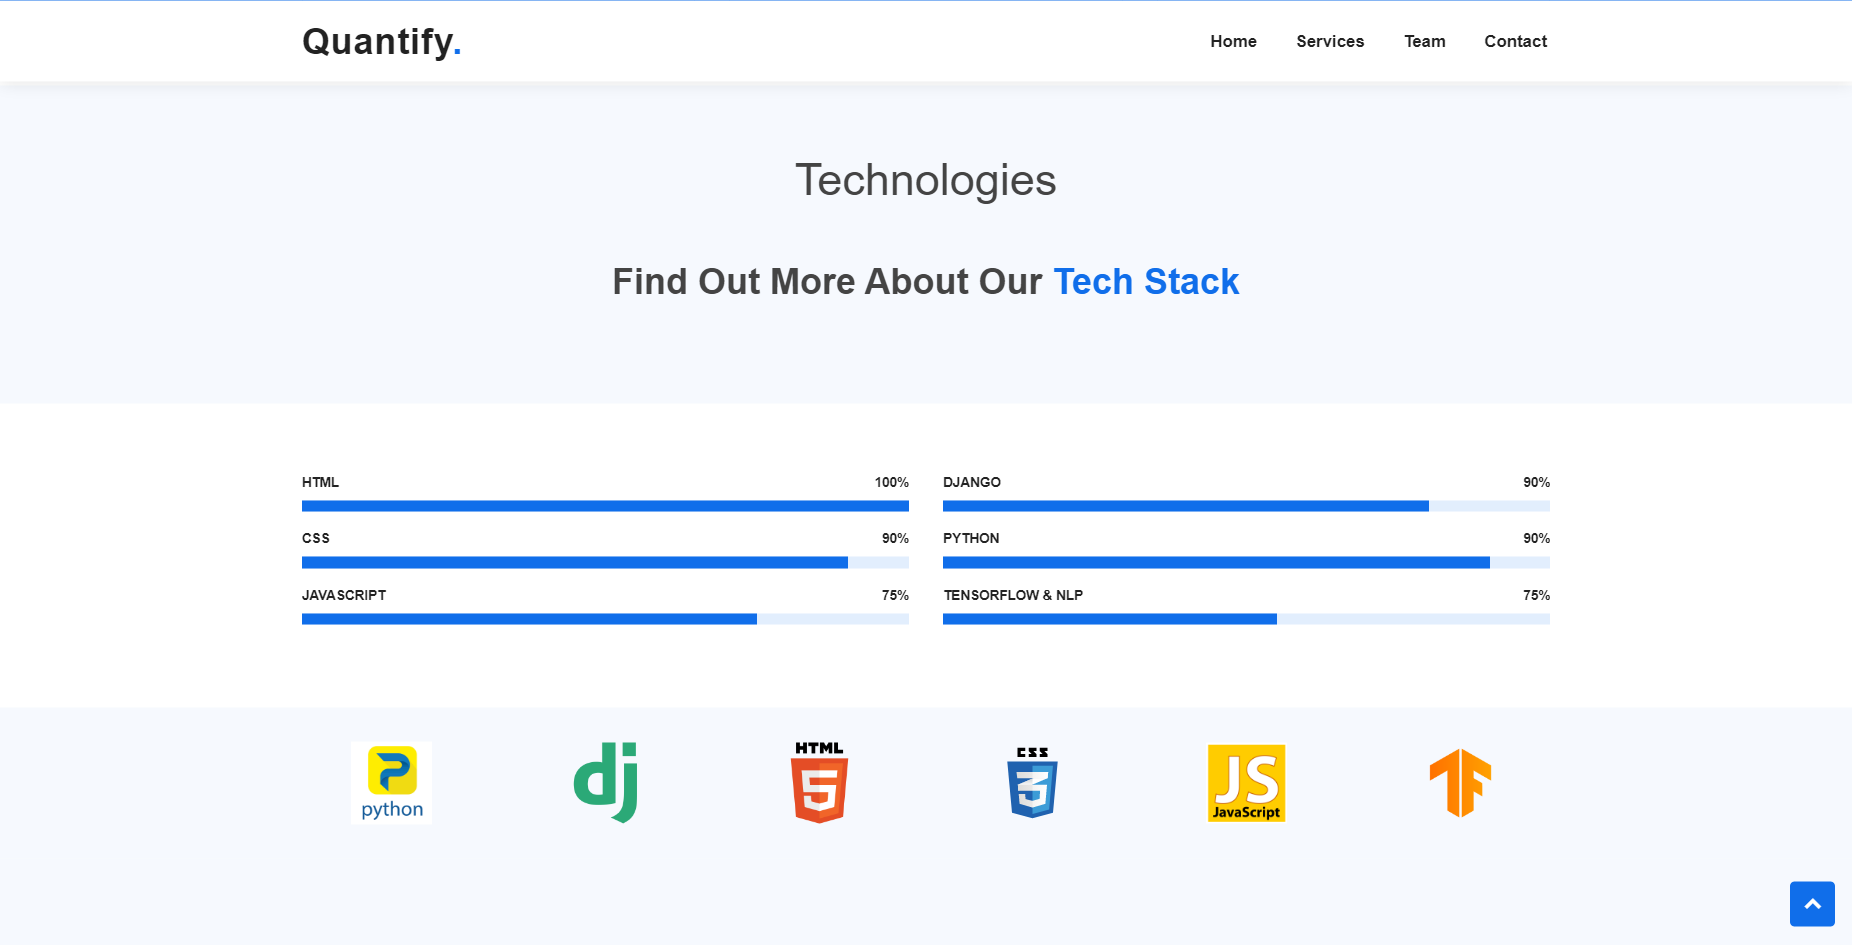 Quantify.
Home Services Team Contact
Technologies
Find Out More About Our Tech Stack
HTML 100%
DJANGO 90%
CSS 90%
PYTHON 90%
JAVASCRIPT 75%
TENSORFLOW & NLP 75%
python
dj
HTML
5
CSS
3
JS
JavaScript
TF